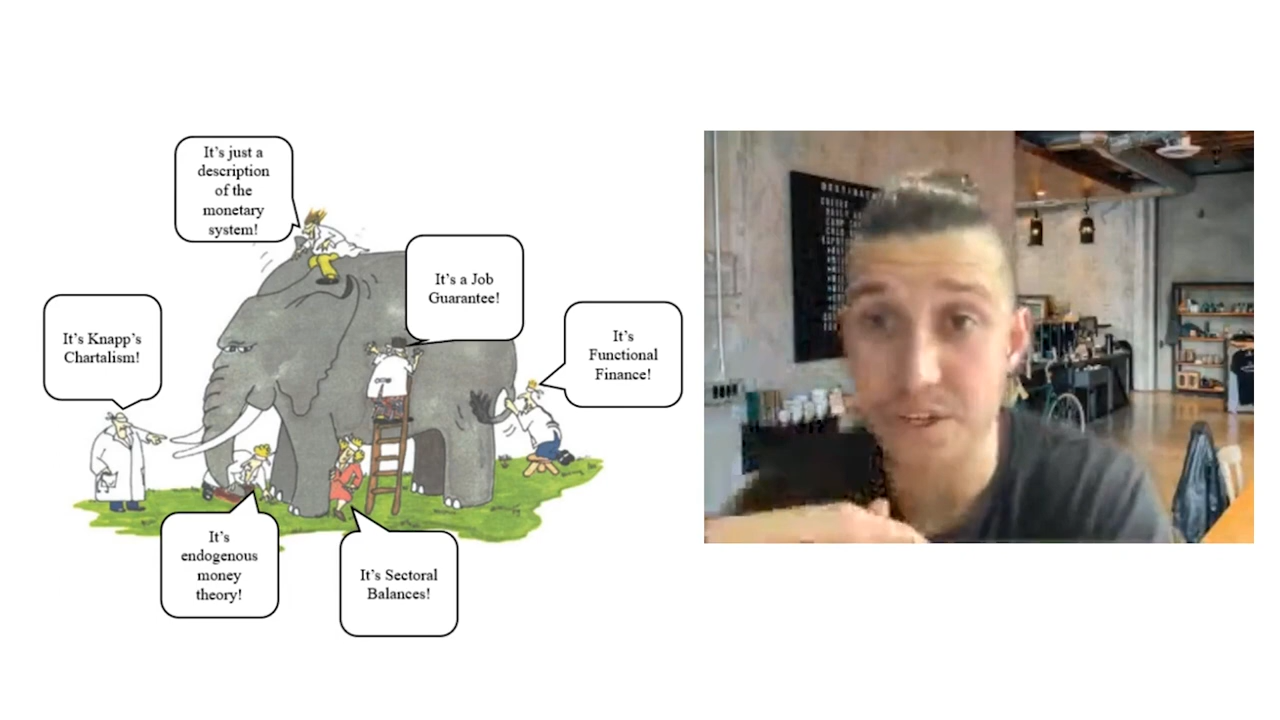 It's just a
description
of the
monetary
system!
It's a Job
Guarantee!
It's Knapp's
Chartalism!
It's
Functional
Finance!
It's
endogenous
money
theory!
It's Sectoral
Balances!